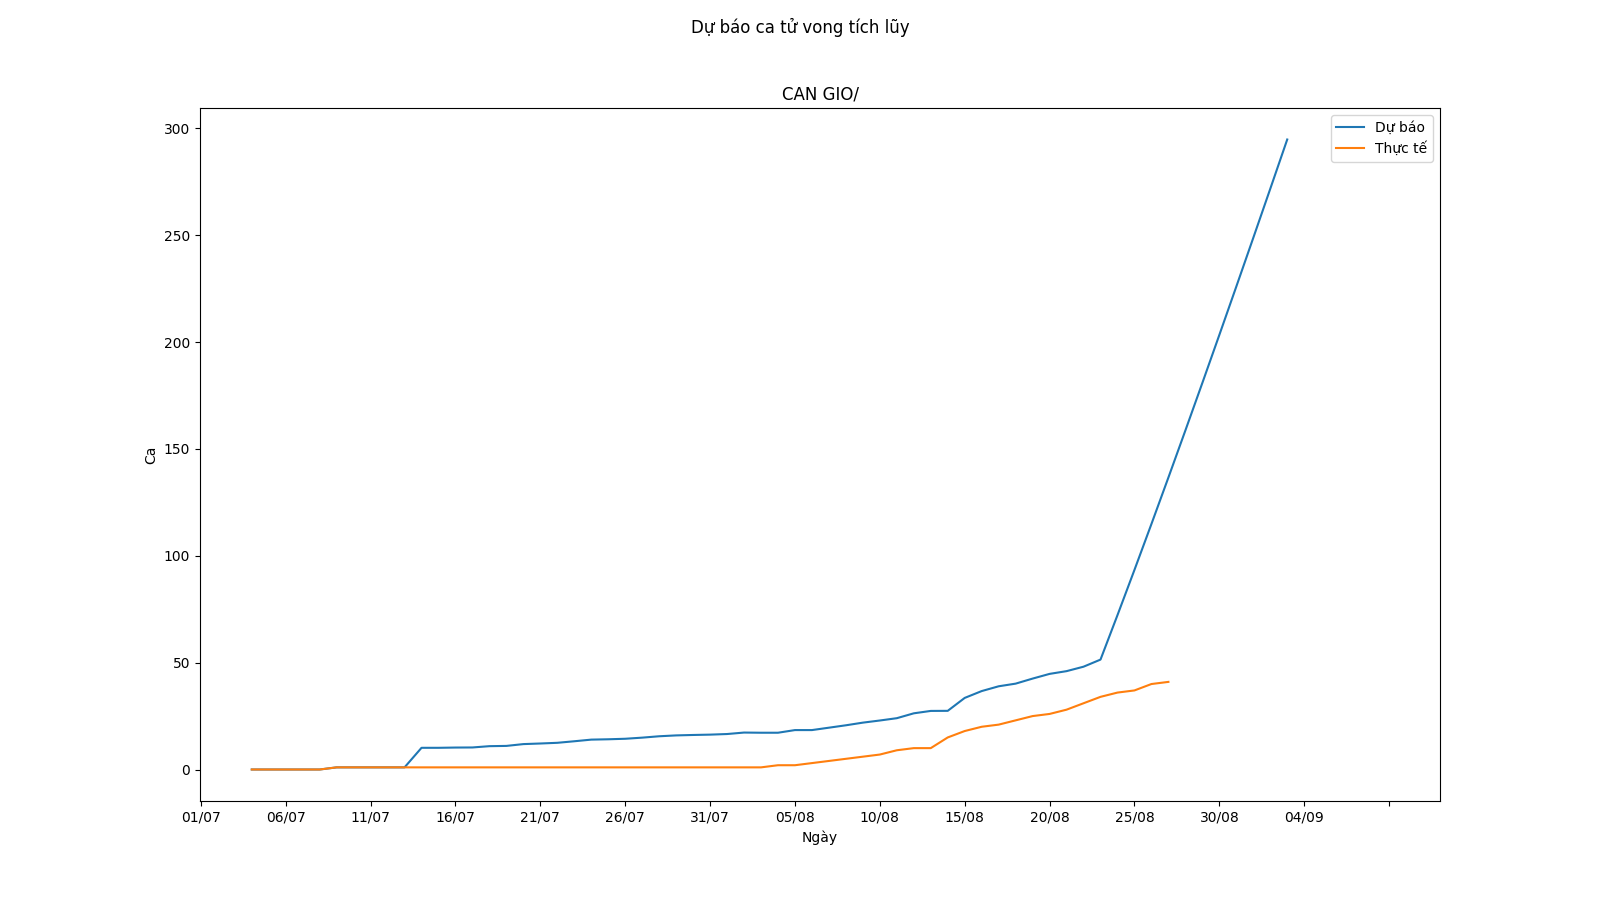 Dự báo ca tử vong tích lũy
CAN GIO/
Dự báo
Thực tế
300
250
200
150
100
50
0
Ca
01/07 06/07 11/07 16/07 21/07 26/07 31/07 05/08 10/08 15/08 20/08 25/08 30/08 04/09
Ngày